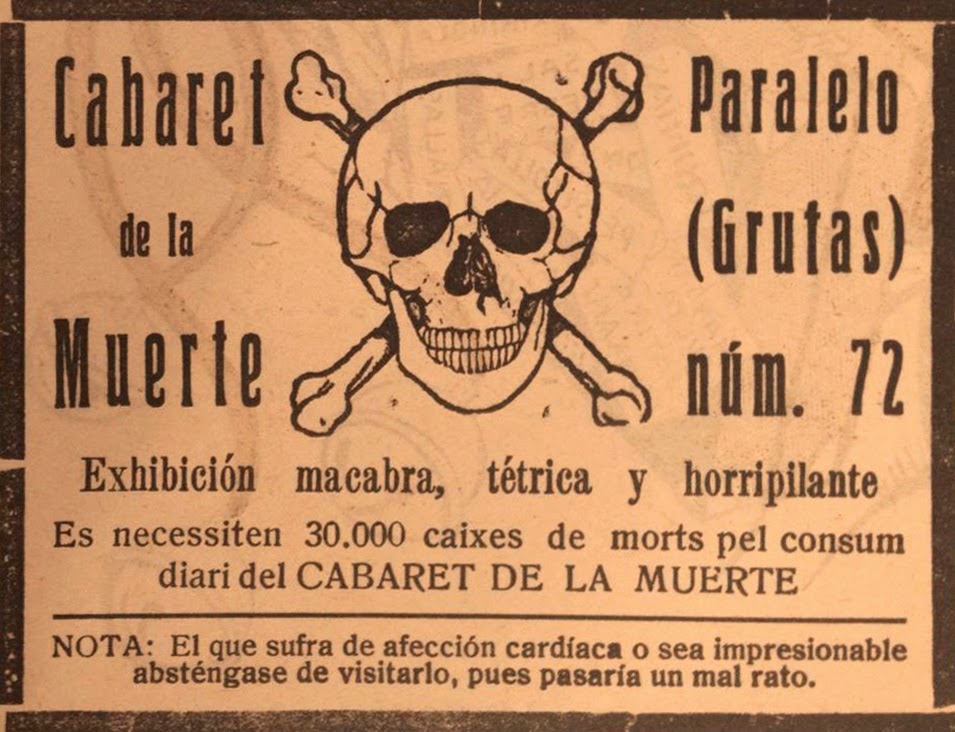 Cabaret
de la
Muerte
Paralelo
(Grutas)
núm. 72
Exhibición macabra, tétrica y horripilante
Es necessiten 30.000 caixes de morts pel consum
diari del CABARET DE LA MUERTE
NOTA: El que sufra de afección cardíaca o sea impresionable
absténgase de visitarlo, pues pasaría un mal rato.